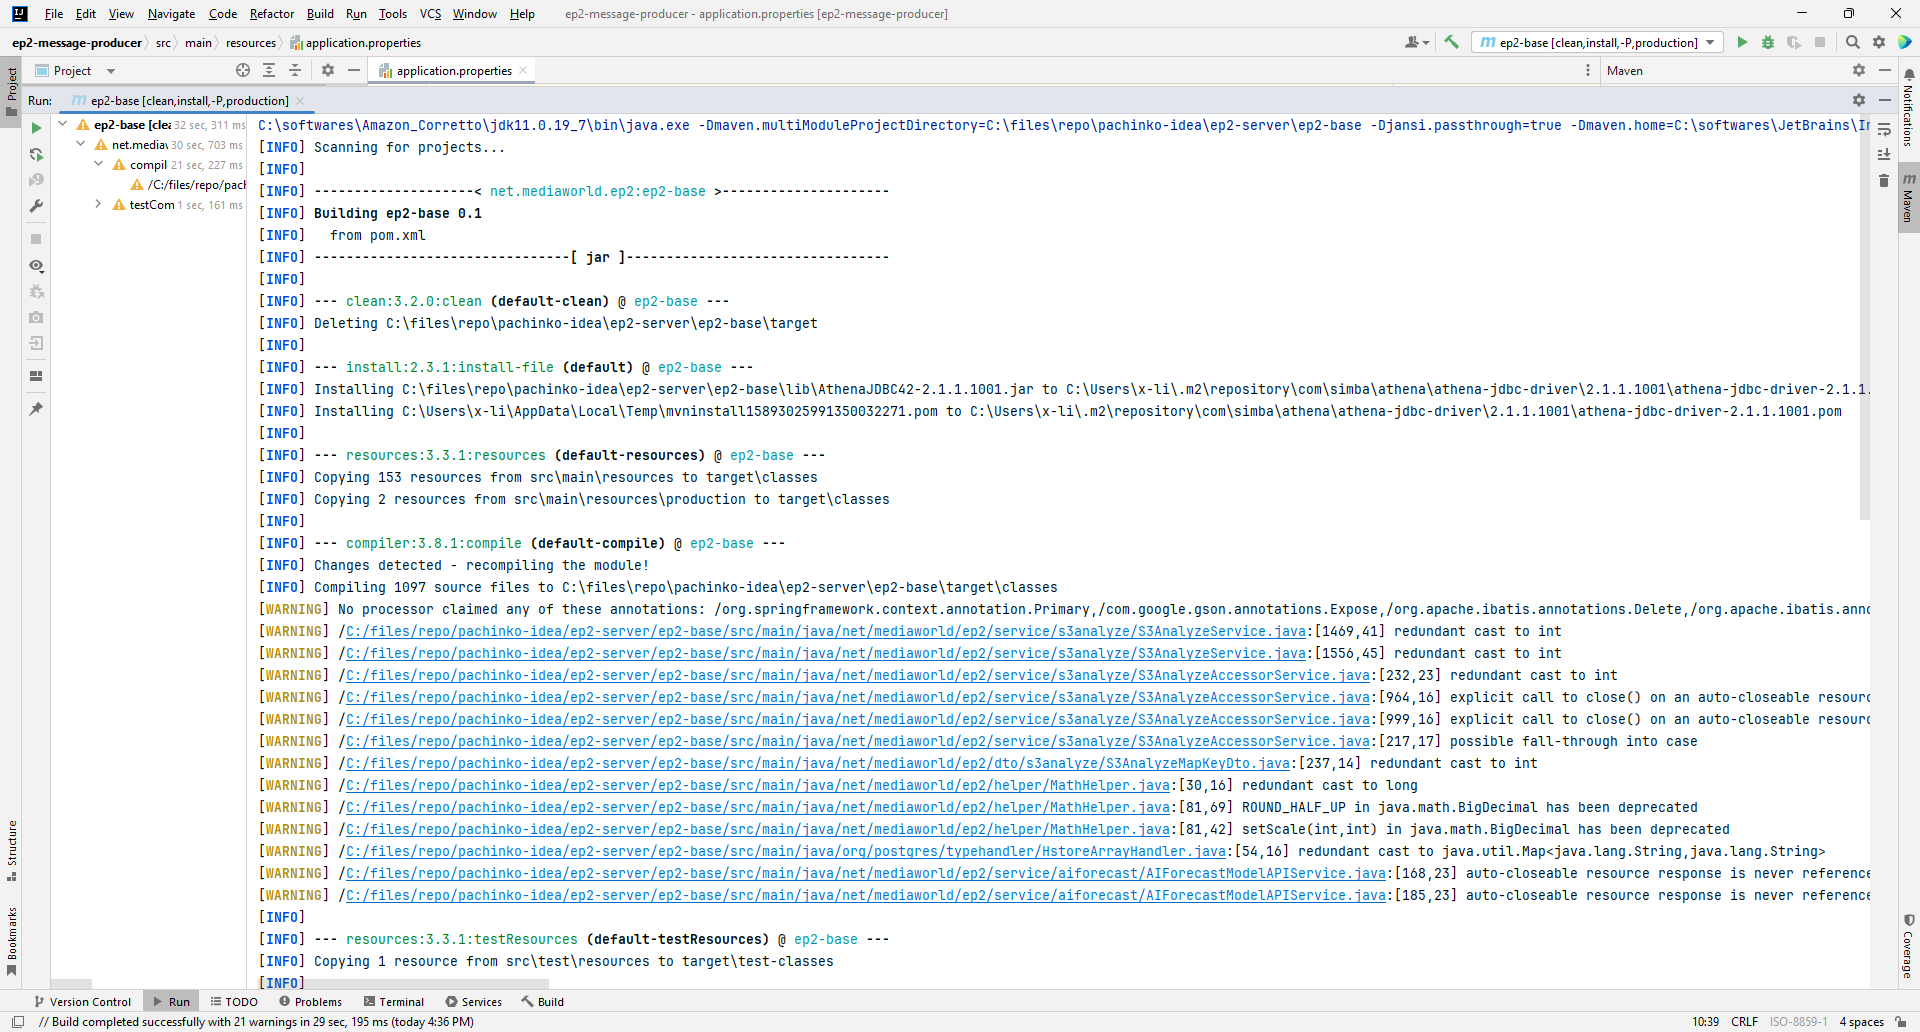 File Edit View Navigate Code Refactor Build Run Tools VCS Window Help ep2-message-producer - application.properties [ep2-message-producer]
ep2-message-producer src main resources application.properties m ep2-base [clean,install,-P,production]
Project application.properties Maven
Run: m ep2-base [clean,install,-P,production]
Project
Structure
Bookmarks
Notifications
m Maven
Coverage
ep2-base [clea 32 sec, 311 ms
net.media 30 sec, 703 ms
compil 21 sec, 227 ms
/C:/files/repo/pach
testCom 1 sec, 161 ms
C:\softwares\Amazon_Corretto\jdk11.0.19_7\bin\java.exe -Dmaven.multiModuleProjectDirectory=C:\files\repo\pachinko-idea\ep2-server\ep2-base -Djansi.passthrough=true -Dmaven.home=C:\softwares\JetBrains\In
[INFO] Scanning for projects...
[INFO]
[INFO] --------------------< net.mediaworld.ep2:ep2-base >---------------------
[INFO] Building ep2-base 0.1
[INFO]   from pom.xml
[INFO] --------------------------------[ jar ]---------------------------------
[INFO]
[INFO] --- clean:3.2.0:clean (default-clean) @ ep2-base ---
[INFO] Deleting C:\files\repo\pachinko-idea\ep2-server\ep2-base\target
[INFO]
[INFO] --- install:2.3.1:install-file (default) @ ep2-base ---
[INFO] Installing C:\files\repo\pachinko-idea\ep2-server\ep2-base\lib\AthenaJDBC42-2.1.1.1001.jar to C:\Users\x-li\.m2\repository\com\simba\athena\athena-jdbc-driver\2.1.1.1001\athena-jdbc-driver-2.1.1.
[INFO] Installing C:\Users\x-li\AppData\Local\Temp\mvninstall15893025991350032271.pom to C:\Users\x-li\.m2\repository\com\simba\athena\athena-jdbc-driver\2.1.1.1001\athena-jdbc-driver-2.1.1.1001.pom
[INFO]
[INFO] --- resources:3.3.1:resources (default-resources) @ ep2-base ---
[INFO] Copying 153 resources from src\main\resources to target\classes
[INFO] Copying 2 resources from src\main\resources\production to target\classes
[INFO]
[INFO] --- compiler:3.8.1:compile (default-compile) @ ep2-base ---
[INFO] Changes detected - recompiling the module!
[INFO] Compiling 1097 source files to C:\files\repo\pachinko-idea\ep2-server\ep2-base\target\classes
[WARNING] No processor claimed any of these annotations: /org.springframework.context.annotation.Primary,/com.google.gson.annotations.Expose,/org.apache.ibatis.annotations.Delete,/org.apache.ibatis.anno
[WARNING] /C:/files/repo/pachinko-idea/ep2-server/ep2-base/src/main/java/net/mediaworld/ep2/service/s3analyze/S3AnalyzeService.java:[1469,41] redundant cast to int
[WARNING] /C:/files/repo/pachinko-idea/ep2-server/ep2-base/src/main/java/net/mediaworld/ep2/service/s3analyze/S3AnalyzeService.java:[1556,45] redundant cast to int
[WARNING] /C:/files/repo/pachinko-idea/ep2-server/ep2-base/src/main/java/net/mediaworld/ep2/service/s3analyze/S3AnalyzeAccessorService.java:[232,23] redundant cast to int
[WARNING] /C:/files/repo/pachinko-idea/ep2-server/ep2-base/src/main/java/net/mediaworld/ep2/service/s3analyze/S3AnalyzeAccessorService.java:[964,16] explicit call to close() on an auto-closeable resourc
[WARNING] /C:/files/repo/pachinko-idea/ep2-server/ep2-base/src/main/java/net/mediaworld/ep2/service/s3analyze/S3AnalyzeAccessorService.java:[999,16] explicit call to close() on an auto-closeable resourc
[WARNING] /C:/files/repo/pachinko-idea/ep2-server/ep2-base/src/main/java/net/mediaworld/ep2/service/s3analyze/S3AnalyzeAccessorService.java:[217,17] possible fall-through into case
[WARNING] /C:/files/repo/pachinko-idea/ep2-server/ep2-base/src/main/java/net/mediaworld/ep2/dto/s3analyze/S3AnalyzeMapKeyDto.java:[237,14] redundant cast to int
[WARNING] /C:/files/repo/pachinko-idea/ep2-server/ep2-base/src/main/java/net/mediaworld/ep2/helper/MathHelper.java:[30,16] redundant cast to long
[WARNING] /C:/files/repo/pachinko-idea/ep2-server/ep2-base/src/main/java/net/mediaworld/ep2/helper/MathHelper.java:[81,69] ROUND_HALF_UP in java.math.BigDecimal has been deprecated
[WARNING] /C:/files/repo/pachinko-idea/ep2-server/ep2-base/src/main/java/net/mediaworld/ep2/helper/MathHelper.java:[81,42] setScale(int,int) in java.math.BigDecimal has been deprecated
[WARNING] /C:/files/repo/pachinko-idea/ep2-server/ep2-base/src/main/java/org/postgres/typehandler/HstoreArrayHandler.java:[54,16] redundant cast to java.util.Map<java.lang.String,java.lang.String>
[WARNING] /C:/files/repo/pachinko-idea/ep2-server/ep2-base/src/main/java/net/mediaworld/ep2/service/aiforecast/AIForecastModelAPIService.java:[168,23] auto-closeable resource response is never reference
[WARNING] /C:/files/repo/pachinko-idea/ep2-server/ep2-base/src/main/java/net/mediaworld/ep2/service/aiforecast/AIForecastModelAPIService.java:[185,23] auto-closeable resource response is never reference
[INFO]
[INFO] --- resources:3.3.1:testResources (default-testResources) @ ep2-base ---
[INFO] Copying 1 resource from src\test\resources to target\test-classes
[INFO]
Version Control Run TODO Problems Terminal Services Build
// Build completed successfully with 21 warnings in 29 sec, 195 ms (today 4:36 PM) 10:39 CRLF ISO-8859-1 4 spaces